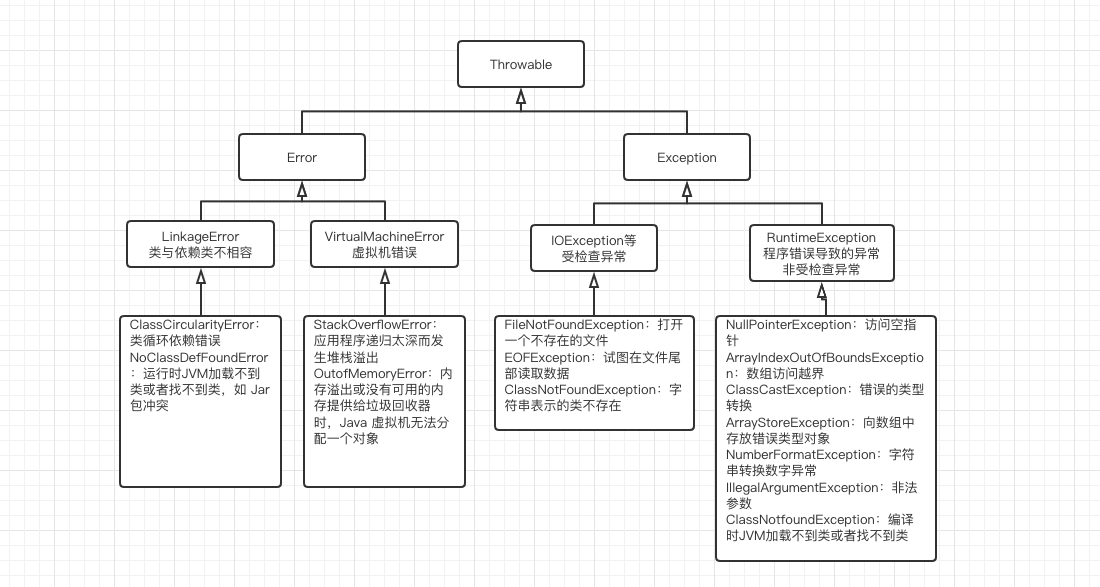 Throwable
Error
Exception
LinkageError
类与依赖类不相容
VirtualMachineError
虚拟机错误
IOException等
受检查异常
RuntimeException
程序错误导致的异常
非受检查异常
ClassCircularityError：
类循环依赖错误
NoClassDefFoundError
：运行时JVM加载不到
类或者找不到类，如 Jar
包冲突
StackOverflowError：
应用程序递归太深而发
生堆栈溢出
OutofMemoryError：内
存溢出或没有可用的内
存提供给垃圾回收器
时，Java 虚拟机无法分
配一个对象
FileNotFoundException：打开
一个不存在的文件
EOFException：试图在文件尾
部读取数据
ClassNotFoundException：字
符串表示的类不存在
NullPointerException：访问空指
针
ArrayIndexOutOfBoundsExceptio
n：数组访问越界
ClassCastException：错误的类型
转换
ArrayStoreException：向数组中
存放错误类型对象
NumberFormatException：字符
串转换数字异常
IllegalArgumentException：非法
参数
ClassNotfoundException：编译
时JVM加载不到类或者找不到类